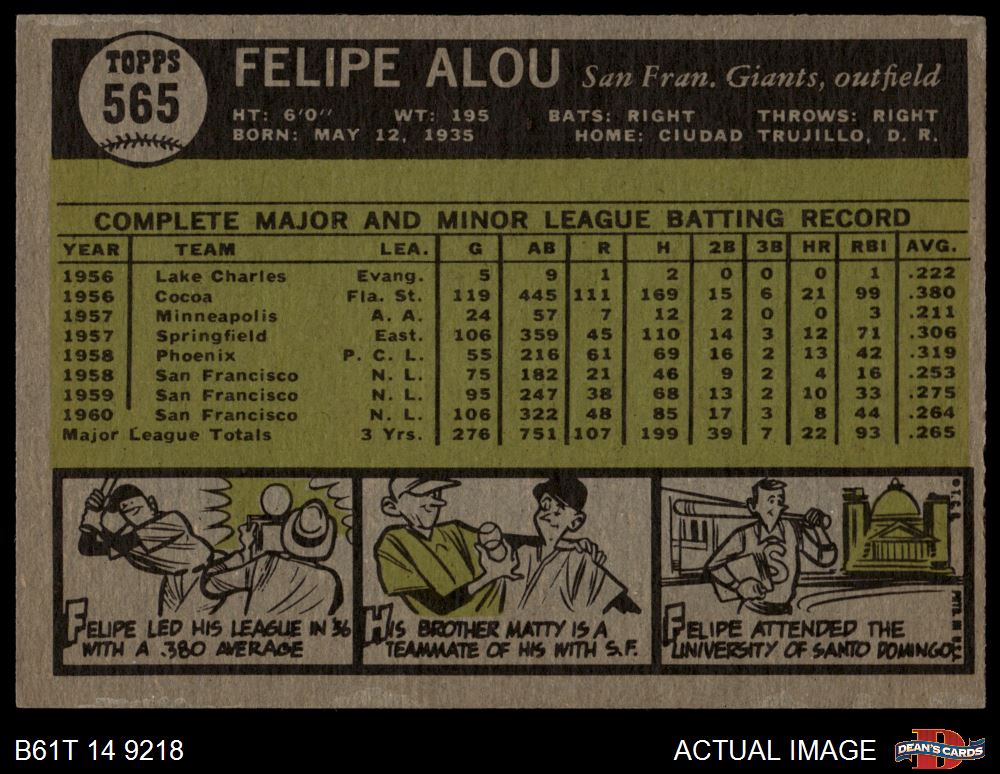 TOPPS
565
FELIPE ALOU San Fran. Giants, outfield
HT: 6'0" WT: 195 BATS: RIGHT THROWS: RIGHT
BORN: MAY 12, 1935 HOME: CIUDAD TRUJILLO, D. R.
COMPLETE MAJOR AND MINOR LEAGUE BATTING RECORD
YEAR TEAM LEA. G AB R H 2B 3B HR RBI AVG.
1956 Lake Charles Evang. 5 9 1 2 0 0 0 1 .222
1956 Cocoa Fla. St. 119 445 111 169 15 6 21 99 .380
1957 Minneapolis A. A. 24 57 7 12 2 0 0 3 .211
1957 Springfield East. 106 359 45 110 14 3 12 71 .306
1958 Phoenix P. C. L. 55 216 61 69 16 2 13 42 .319
1958 San Francisco N. L. 75 182 21 46 9 2 4 16 .253
1959 San Francisco N. L. 95 247 38 68 13 2 10 33 .275
1960 San Francisco N. L. 106 322 48 85 17 3 8 44 .264
Major League Totals 3 Yrs. 276 751 107 199 39 7 22 93 .265
FELIPE LED HIS LEAGUE IN '56
WITH A .380 AVERAGE
HIS BROTHER MATTY IS A
TEAMMATE OF HIS WITH S.F.
S
FELIPE ATTENDED THE
UNIVERSITY OF SANTO DOMINGO
B61T 14 9218
ACTUAL IMAGE
D
DEAN'S CARDS